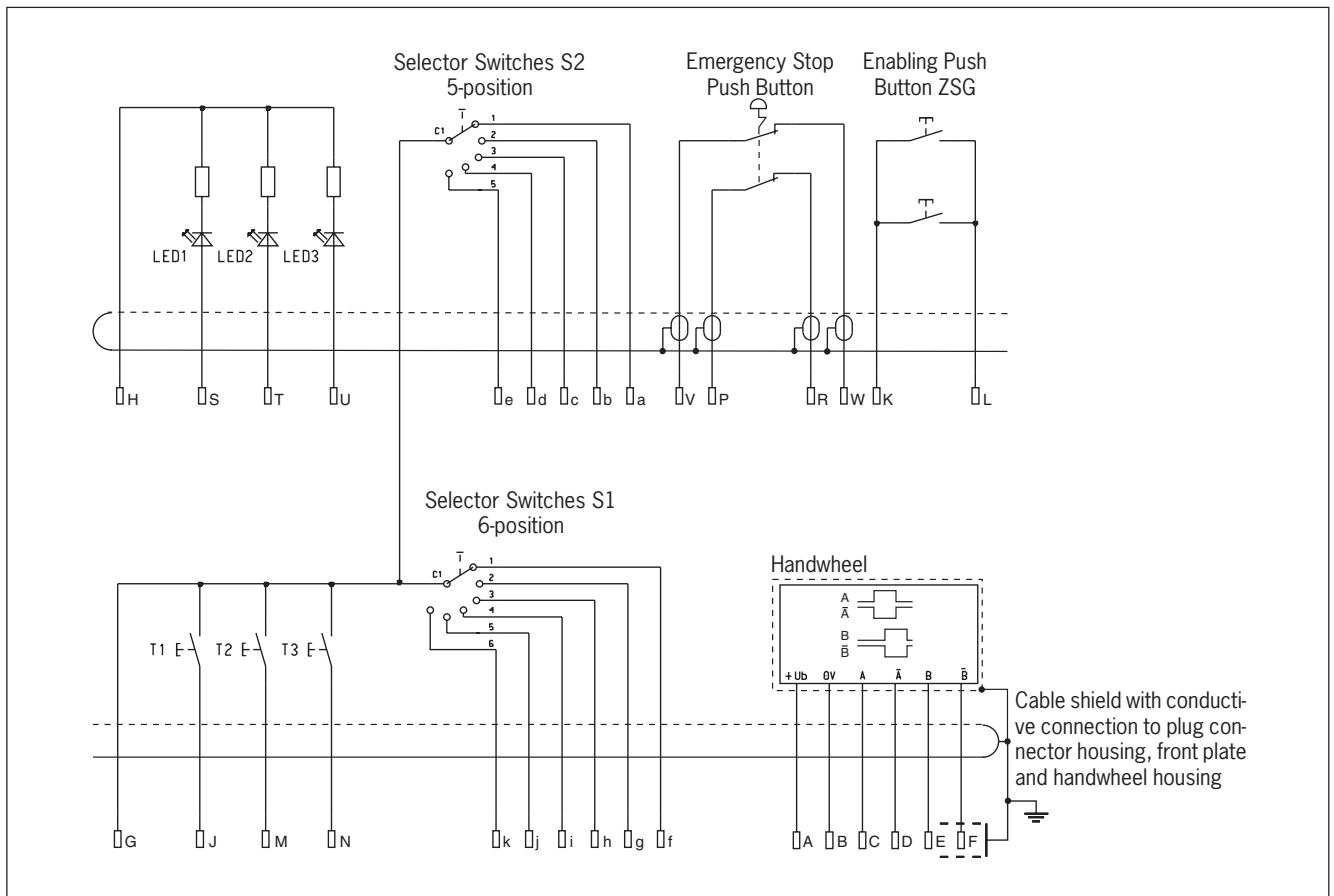 Selector Switches S2
5-position
Emergency Stop
Push Button
Enabling Push
Button ZSG
C1
1
2
3
4
5
LED1
LED2
LED3
H
S
T
U
e
d
c
b
a
V
P
R
W
K
L
Selector Switches S1
6-position
C1
1
2
3
4
5
6
T1
T2
T3
Handwheel
A
A̅
B
B̅
+Ub
0V
A
A̅
B
B̅
Cable shield with conducti-
ve connection to plug con-
nector housing, front plate
and handwheel housing
G
J
M
N
k
j
i
h
g
f
A
B
C
D
E
F